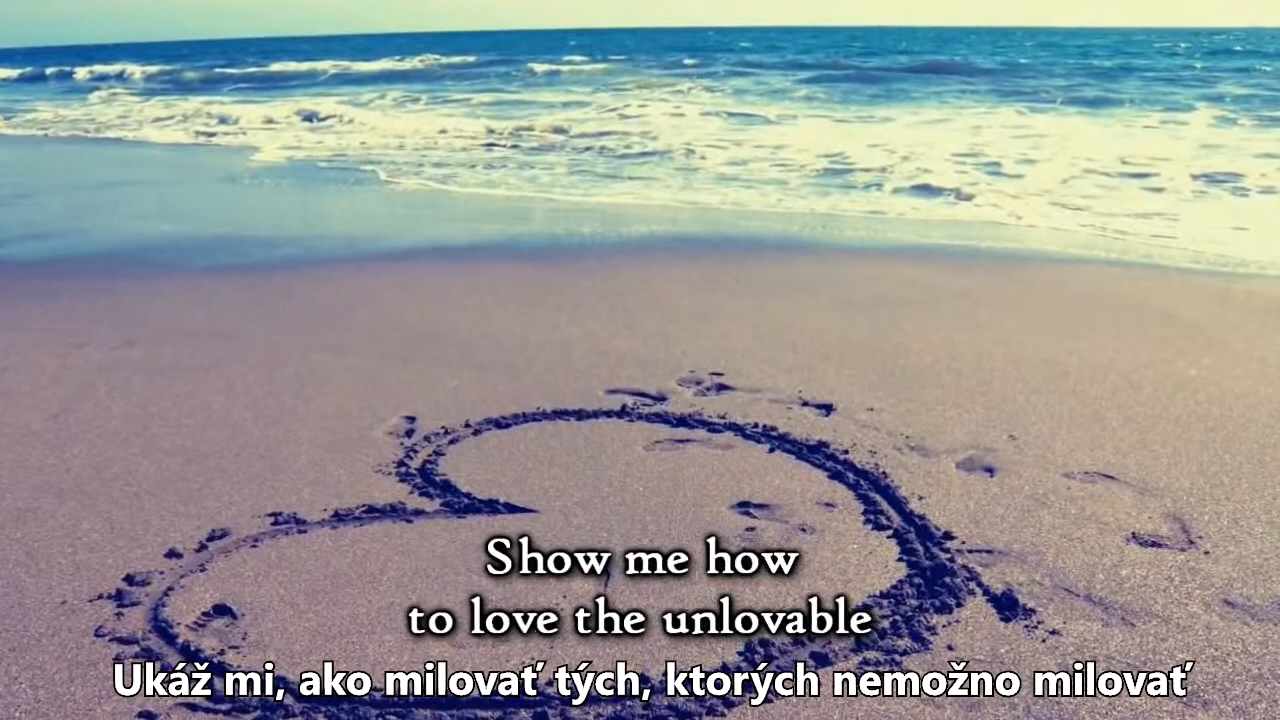 Show me how
to love the unlovable
Ukáž mi, ako milovať tých, ktorých nemožno milovať